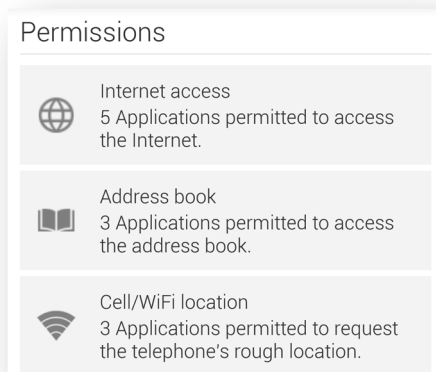 Permissions
Internet access
5 Applications permitted to access
the Internet.
Address book
3 Applications permitted to access
the address book.
Cell/WiFi location
3 Applications permitted to request
the telephone's rough location.